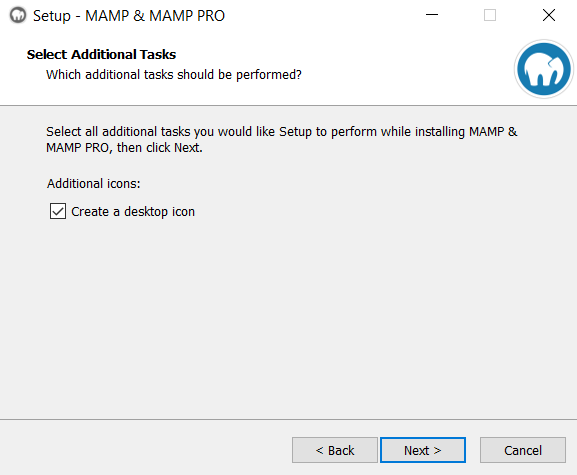 Setup - MAMP & MAMP PRO
Select Additional Tasks
Which additional tasks should be performed?
Select all additional tasks you would like Setup to perform while installing MAMP &
MAMP PRO, then click Next.
Additional icons:
Create a desktop icon
< Back
Next >
Cancel